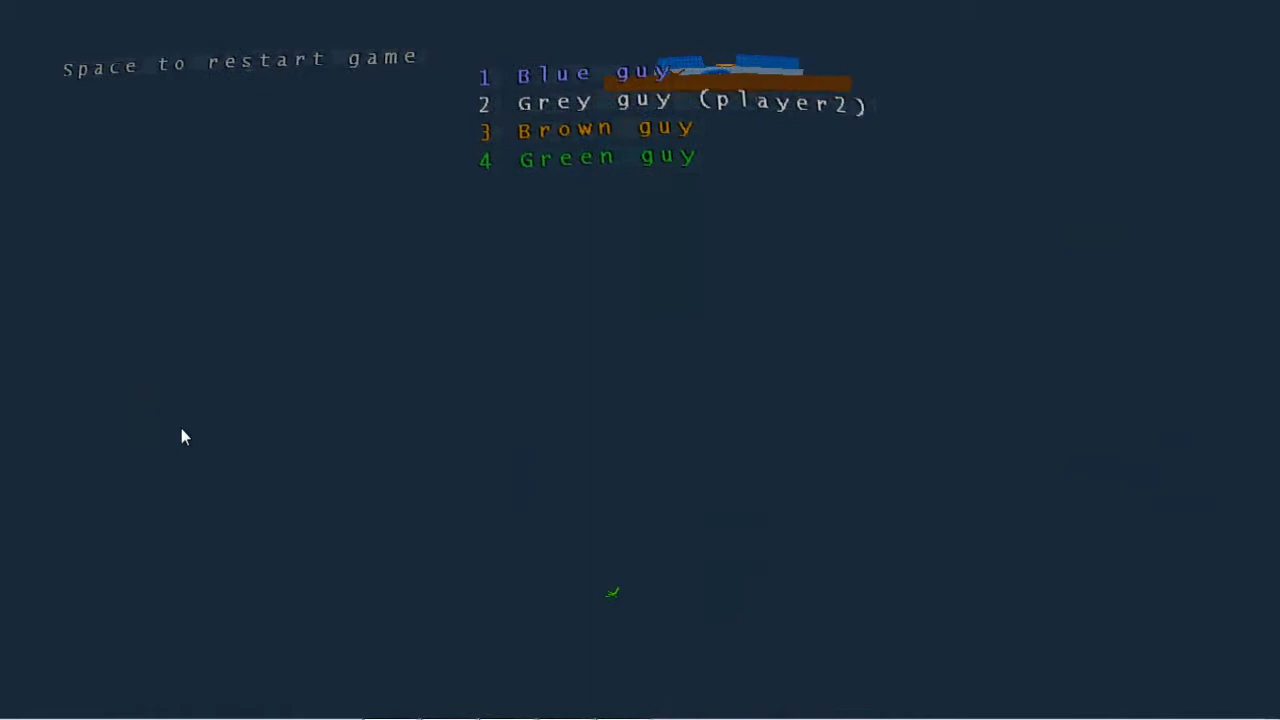 Space to restart game
1 Blue guy
2 Grey guy (player2)
3 Brown guy
4 Green guy